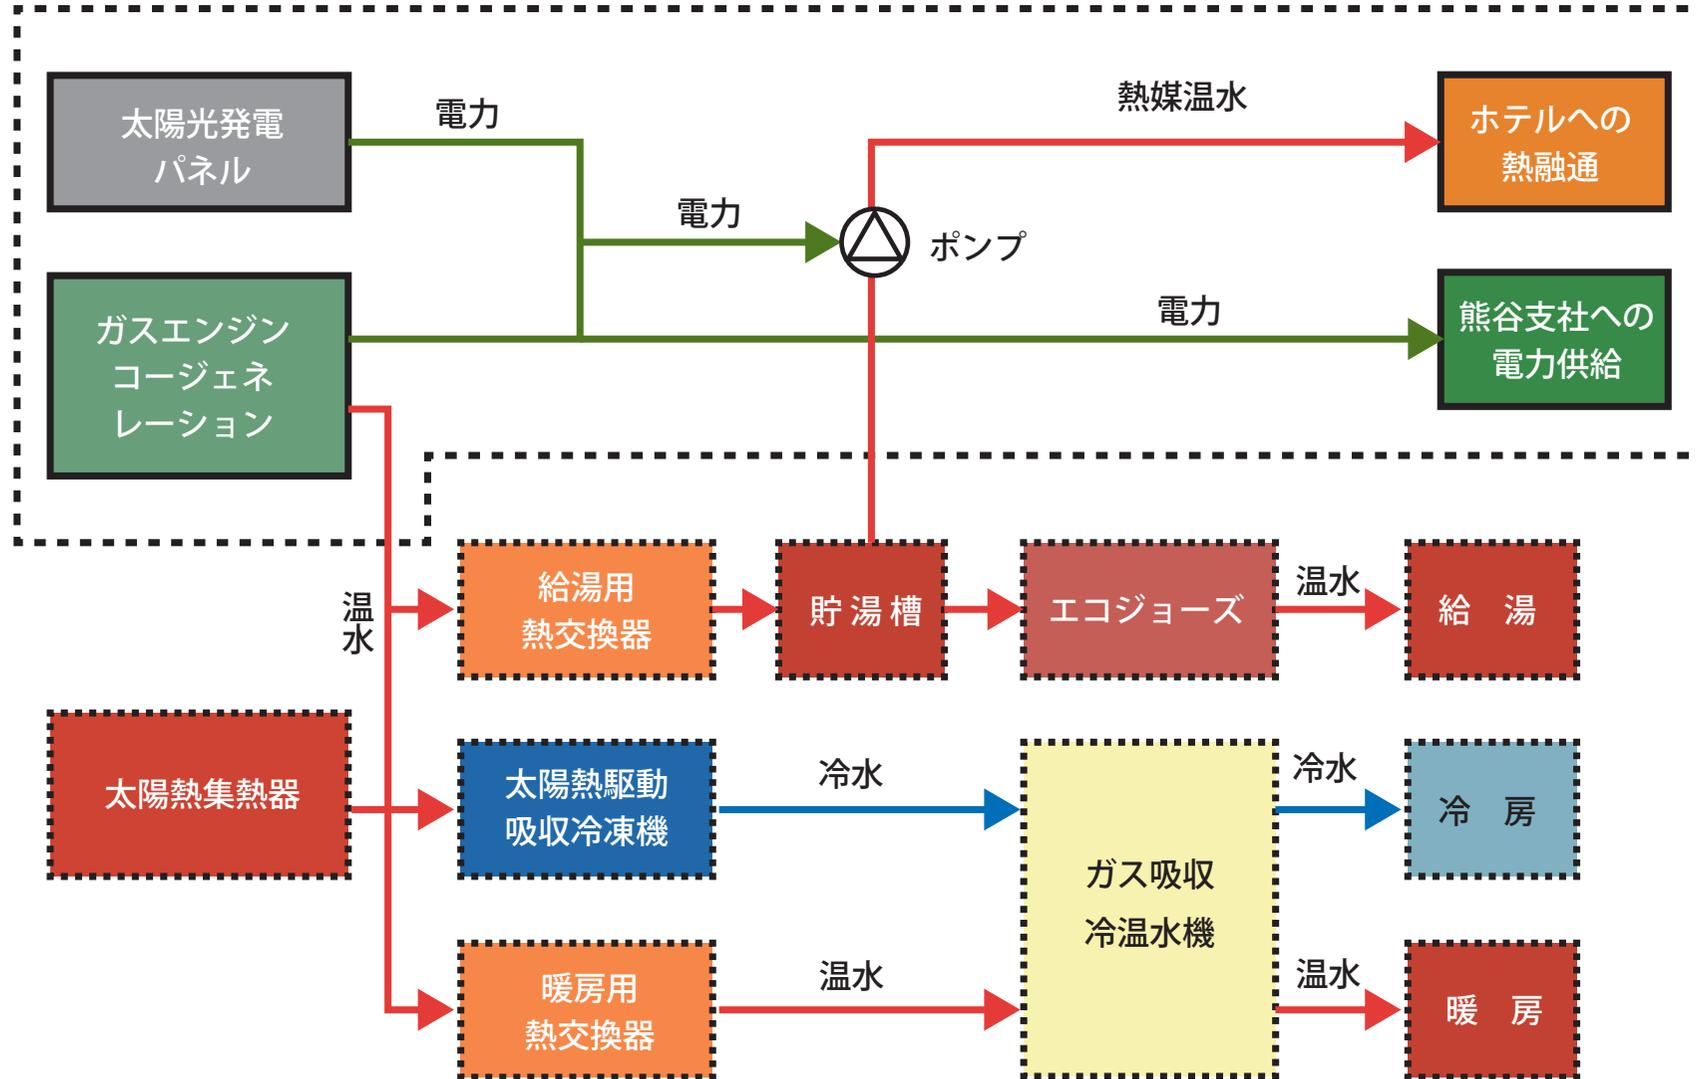 太陽光発電
パネル
電力
熱媒温水
ホテルへの
熱融通
電力
ポンプ
ガスエンジン
コージェネ
レーション
電力
熊谷支社への
電力供給
温水
給湯用
熱交換器
貯湯槽
エコジョーズ
温水
給　湯
太陽熱集熱器
太陽熱駆動
吸収冷凍機
冷水
ガス吸収
冷温水機
冷水
冷　房
暖房用
熱交換器
温水
温水
暖　房